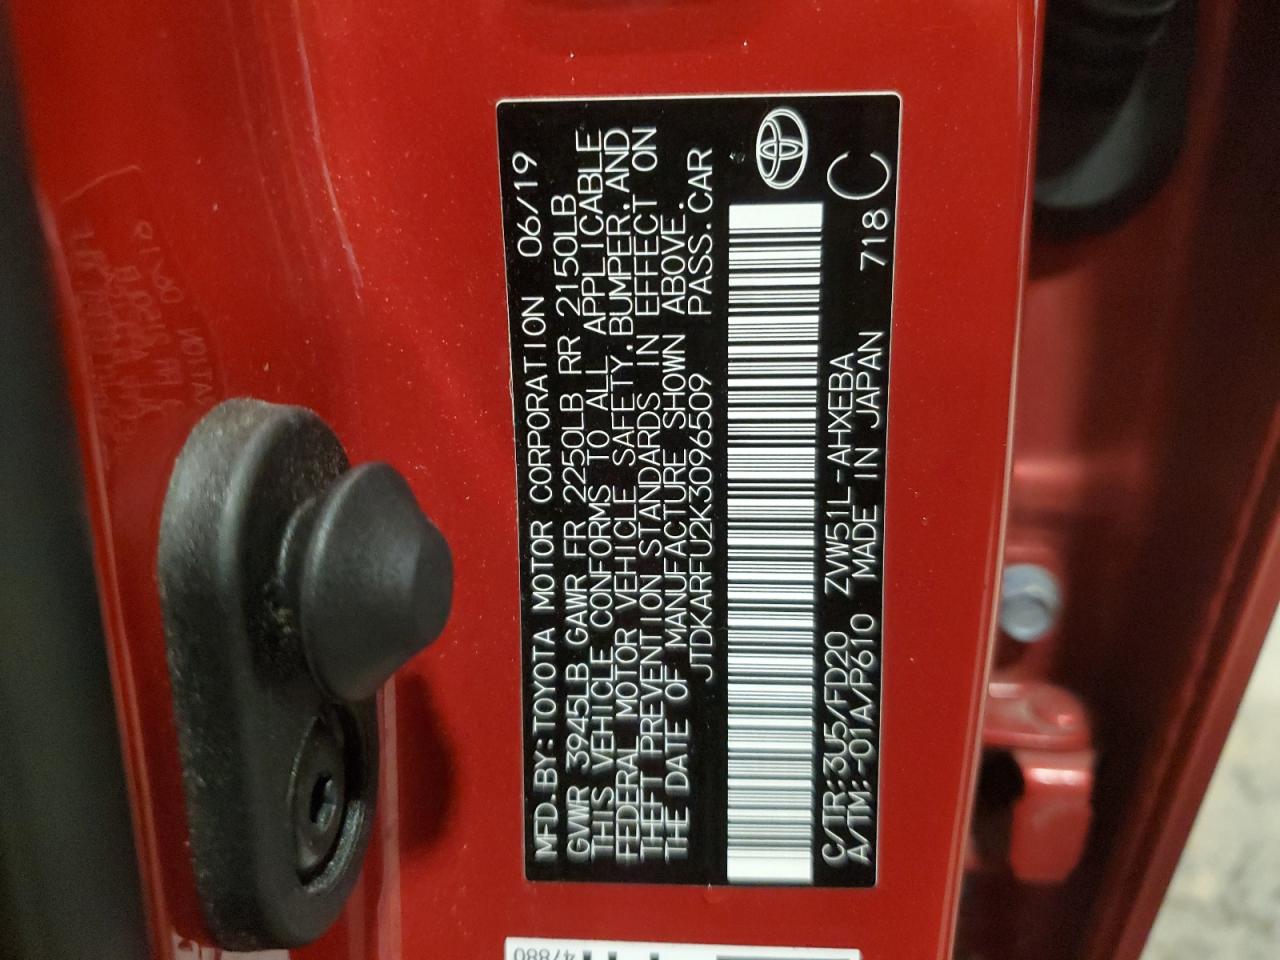 MFD.BY:TOYOTA MOTOR CORPORATION 06/19
GVWR 3945LB GAWR FR 2250LB RR 2150LB
THIS VEHICLE CONFORMS TO ALL APPLICABLE
FEDERAL MOTOR VEHICLE SAFETY,BUMPER,AND
THEFT PREVENTION STANDARDS IN EFFECT ON
THE DATE OF MANUFACTURE SHOWN ABOVE.
JTDKARFU2K3096509 PASS.CAR
C/TR:3U5/FD20 ZVW51L-AHXEBA
A/TM:-01A/P610 MADE IN JAPAN 718 C
47880